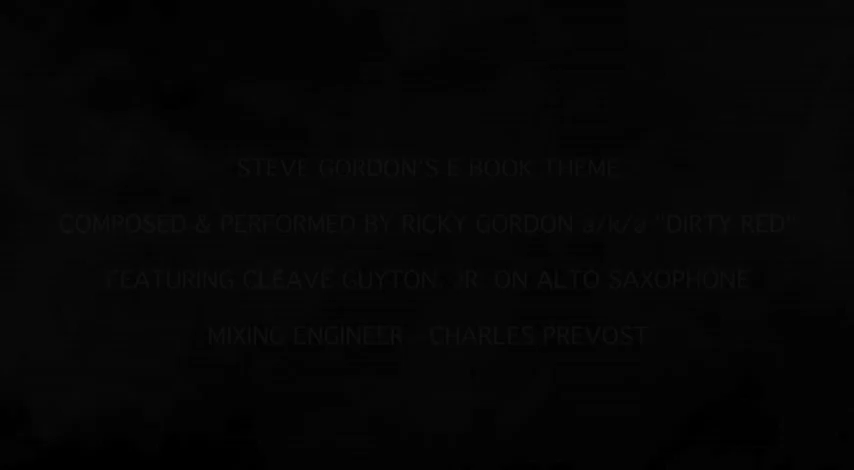 STEVE GORDON'S E BOOK THEME
COMPOSED & PERFORMED BY RICKY GORDON a/k/a "DIRTY RED"
FEATURING CLEAVE GUYTON, JR. ON ALTO SAXOPHONE
MIXING ENGINEER - CHARLES PREVOST